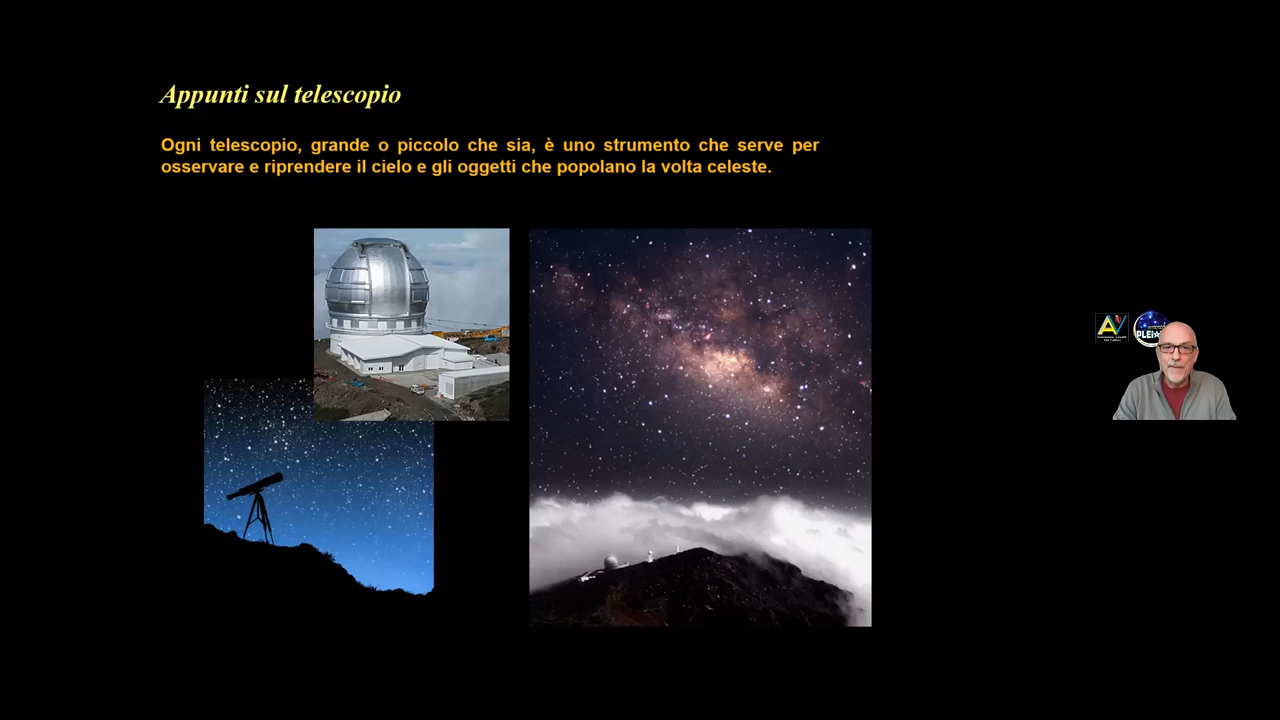 Appunti sul telescopio
Ogni telescopio, grande o piccolo che sia, è uno strumento che serve per
osservare e riprendere il cielo e gli oggetti che popolano la volta celeste.
AV